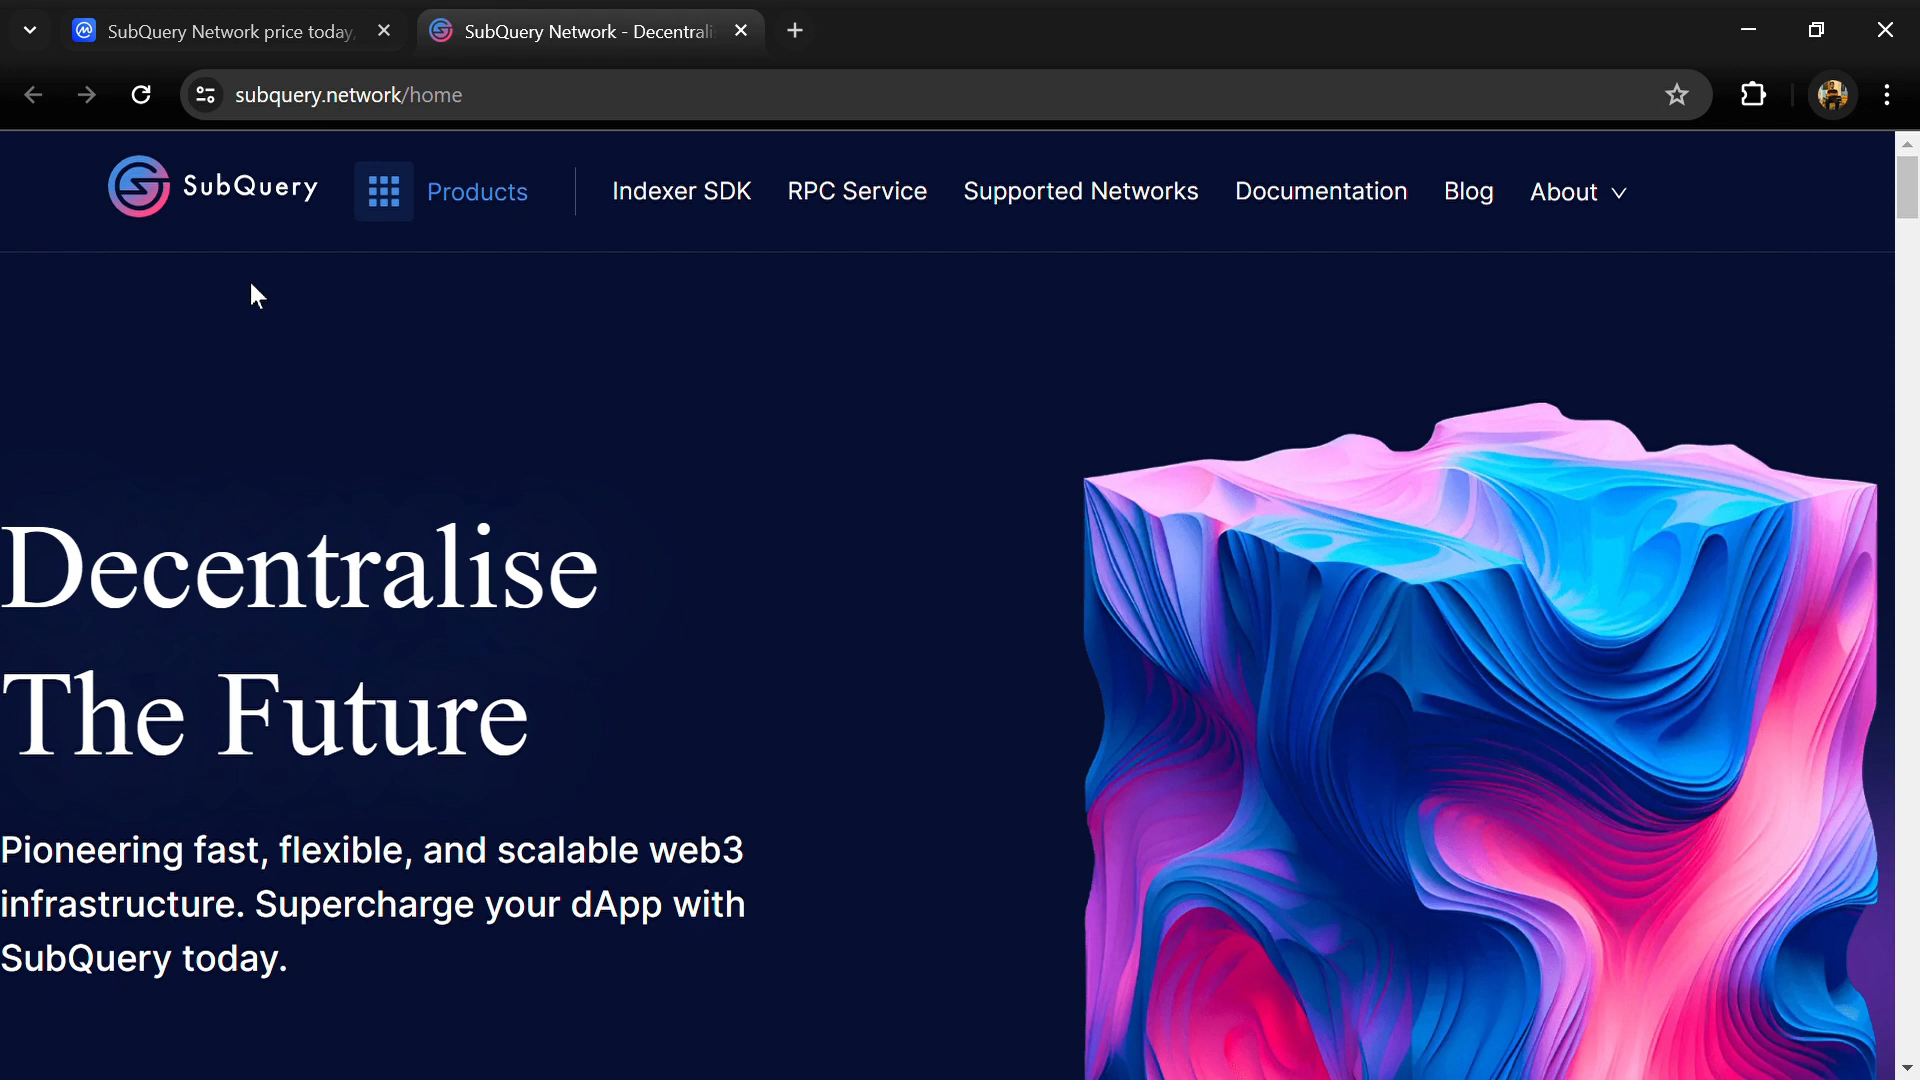 SubQuery Network price today,
SubQuery Network - Decentrali
subquery.network/home
SubQuery
Products
Indexer SDK
RPC Service
Supported Networks
Documentation
Blog
About
Decentralise
The Future
Pioneering fast, flexible, and scalable web3
infrastructure. Supercharge your dApp with
SubQuery today.